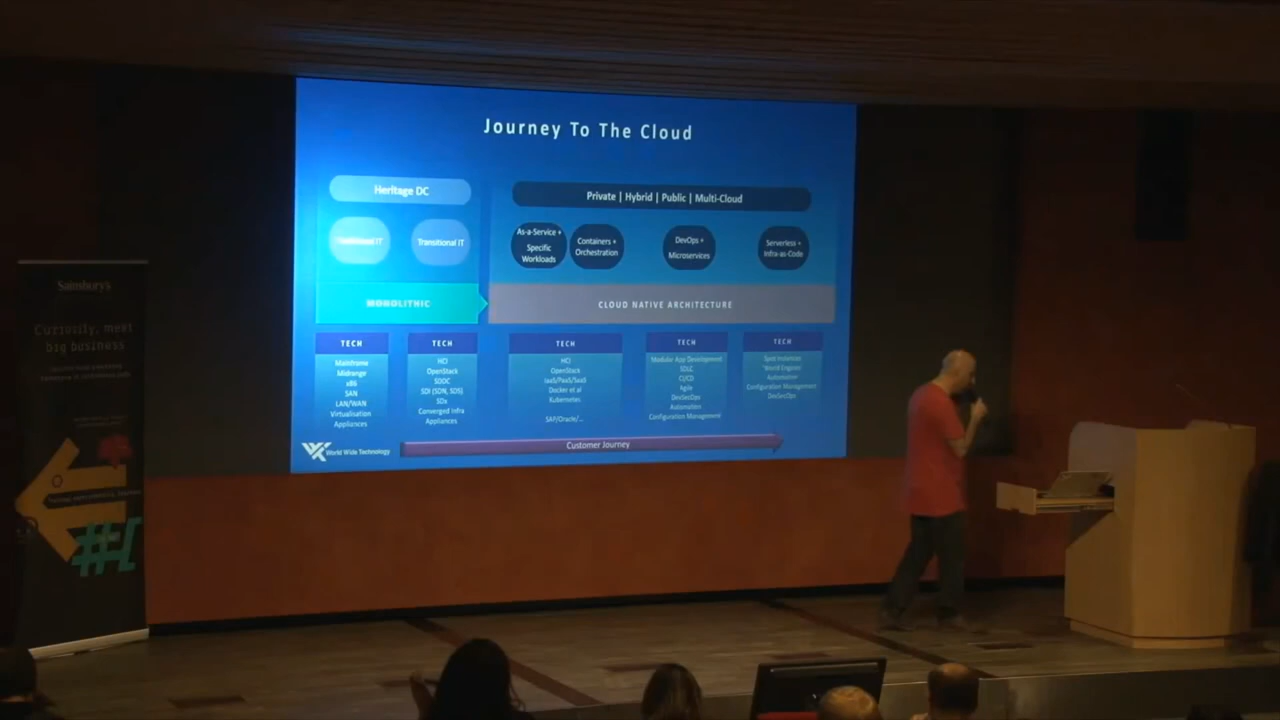 Journey To The Cloud
Heritage DC
Private | Hybrid | Public | Multi-Cloud
Traditional IT
Transitional IT
As-a-Service +
Specific
Workloads
Containers +
Orchestration
DevOps +
Microservices
Serverless +
Infra-as-Code
MONOLITHIC
CLOUD NATIVE ARCHITECTURE
TECH
Mainframe
Midrange
x86
SAN
LAN/WAN
Virtualisation
Appliances
TECH
HCI
OpenStack
SDDC
SDI (SDN, SDS)
SDx
Converged Infra
Appliances
TECH
HCI
OpenStack
IaaS/PaaS/SaaS
Docker et al
Kubernetes
SAP/Oracle/...
TECH
Modular App Development
SDLC
CI/CD
Agile
DevSecOps
Automation
Configuration Management
TECH
Spot Instances
Automation
Configuration Management
DevSecOps
World Wide Technology
Customer Journey
Sainsbury's
Curiosity, meet
big business